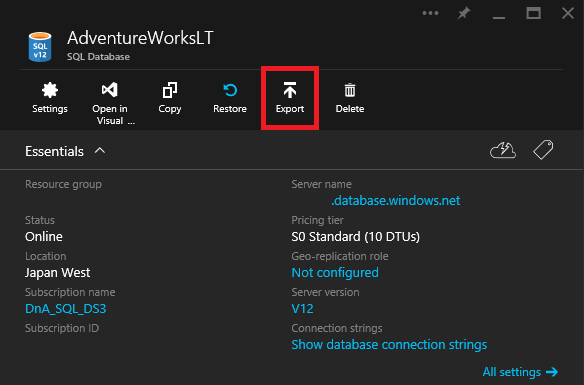 AdventureWorksLT
SQL Database
SQL
v12
Settings
Open in
Visual ...
Copy
Restore
Export
Delete
Essentials
Resource group
Server name
.database.windows.net
Status
Online
Pricing tier
S0 Standard (10 DTUs)
Location
Japan West
Geo-replication role
Not configured
Subscription name
DnA_SQL_DS3
Server version
V12
Subscription ID
Connection strings
Show database connection strings
All settings